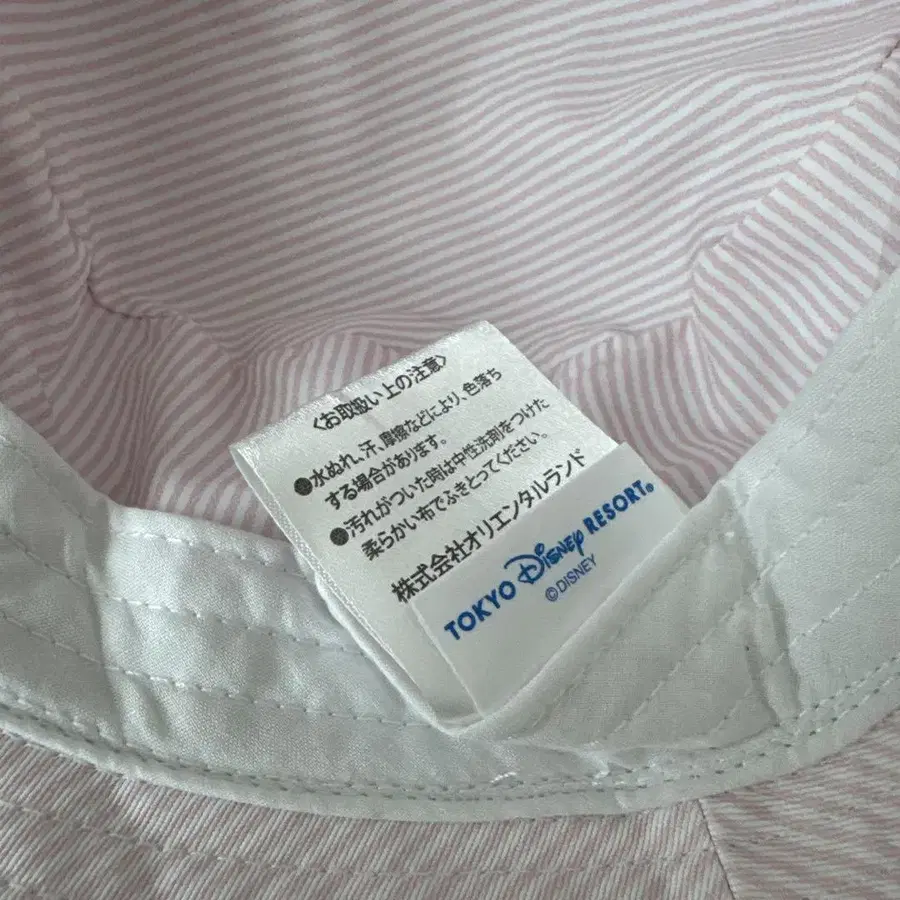 〈お取扱い上の注意〉
●水ぬれ、汗、摩擦などにより、色落ち
する場合があります。
●汚れがついた時は中性洗剤をつけた
柔らかい布でふきとってください。
株式会社オリエンタルランド
TOKYO Disney RESORT®
©DISNEY